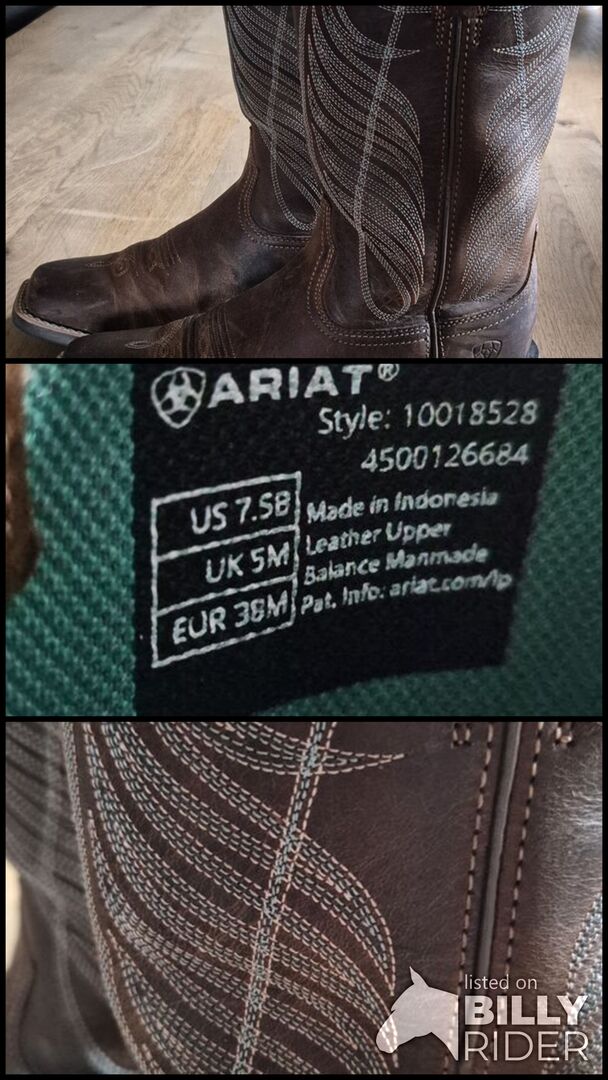 ARIAT®
Style: 10018528
4500126684
US 7.5B
UK 5M
EUR 38M
Made in Indonesia
Leather Upper
Balance Manmade
Pat. Info: ariat.com/ip
listed on
BILLY
RIDER